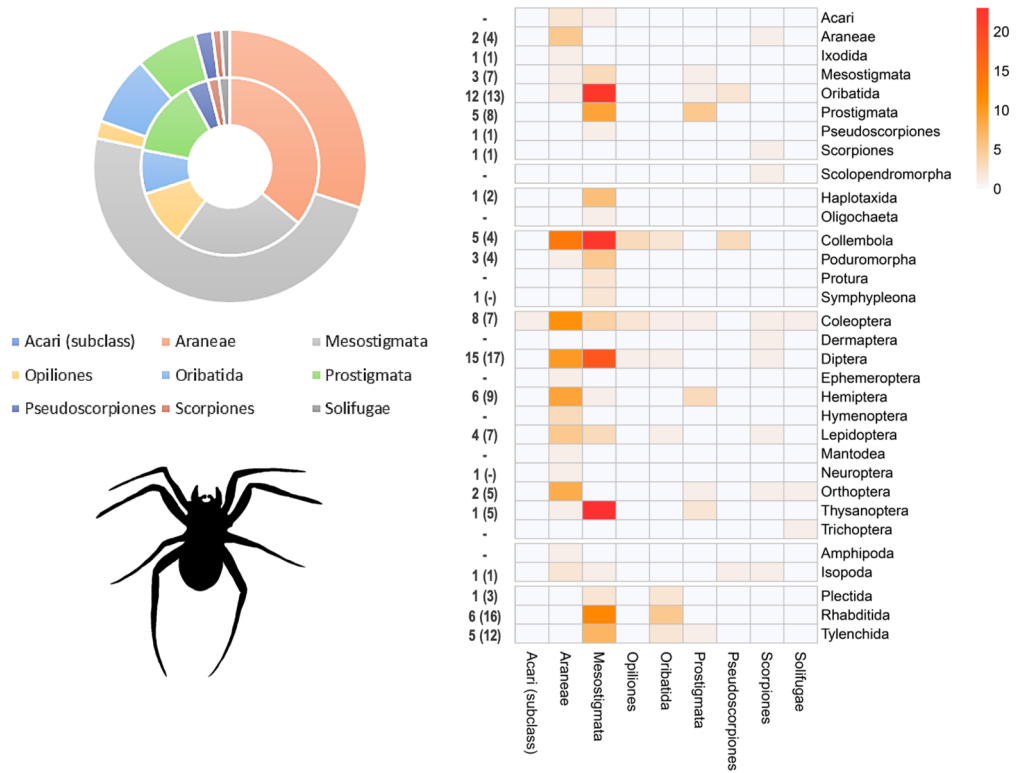 Acari (subclass) Araneae Mesostigmata
Opiliones Oribatida Prostigmata
Pseudoscorpiones Scorpiones Solifugae
- Acari
2 (4) Araneae
1 (1) Ixodida
3 (7) Mesostigmata
12 (13) Oribatida
5 (8) Prostigmata
1 (1) Pseudoscorpiones
1 (1) Scorpiones
- Scolopendromorpha
1 (2) Haplotaxida
- Oligochaeta
5 (4) Collembola
3 (4) Poduromorpha
- Protura
1 (-) Symphypleona
8 (7) Coleoptera
- Dermaptera
15 (17) Diptera
- Ephemeroptera
6 (9) Hemiptera
- Hymenoptera
4 (7) Lepidoptera
- Mantodea
1 (-) Neuroptera
2 (5) Orthoptera
1 (5) Thysanoptera
- Trichoptera
- Amphipoda
1 (1) Isopoda
1 (3) Plectida
6 (16) Rhabditida
5 (12) Tylenchida
Acari (subclass)
Araneae
Mesostigmata
Opiliones
Oribatida
Prostigmata
Pseudoscorpiones
Scorpiones
Solifugae
20
15
10
5
0